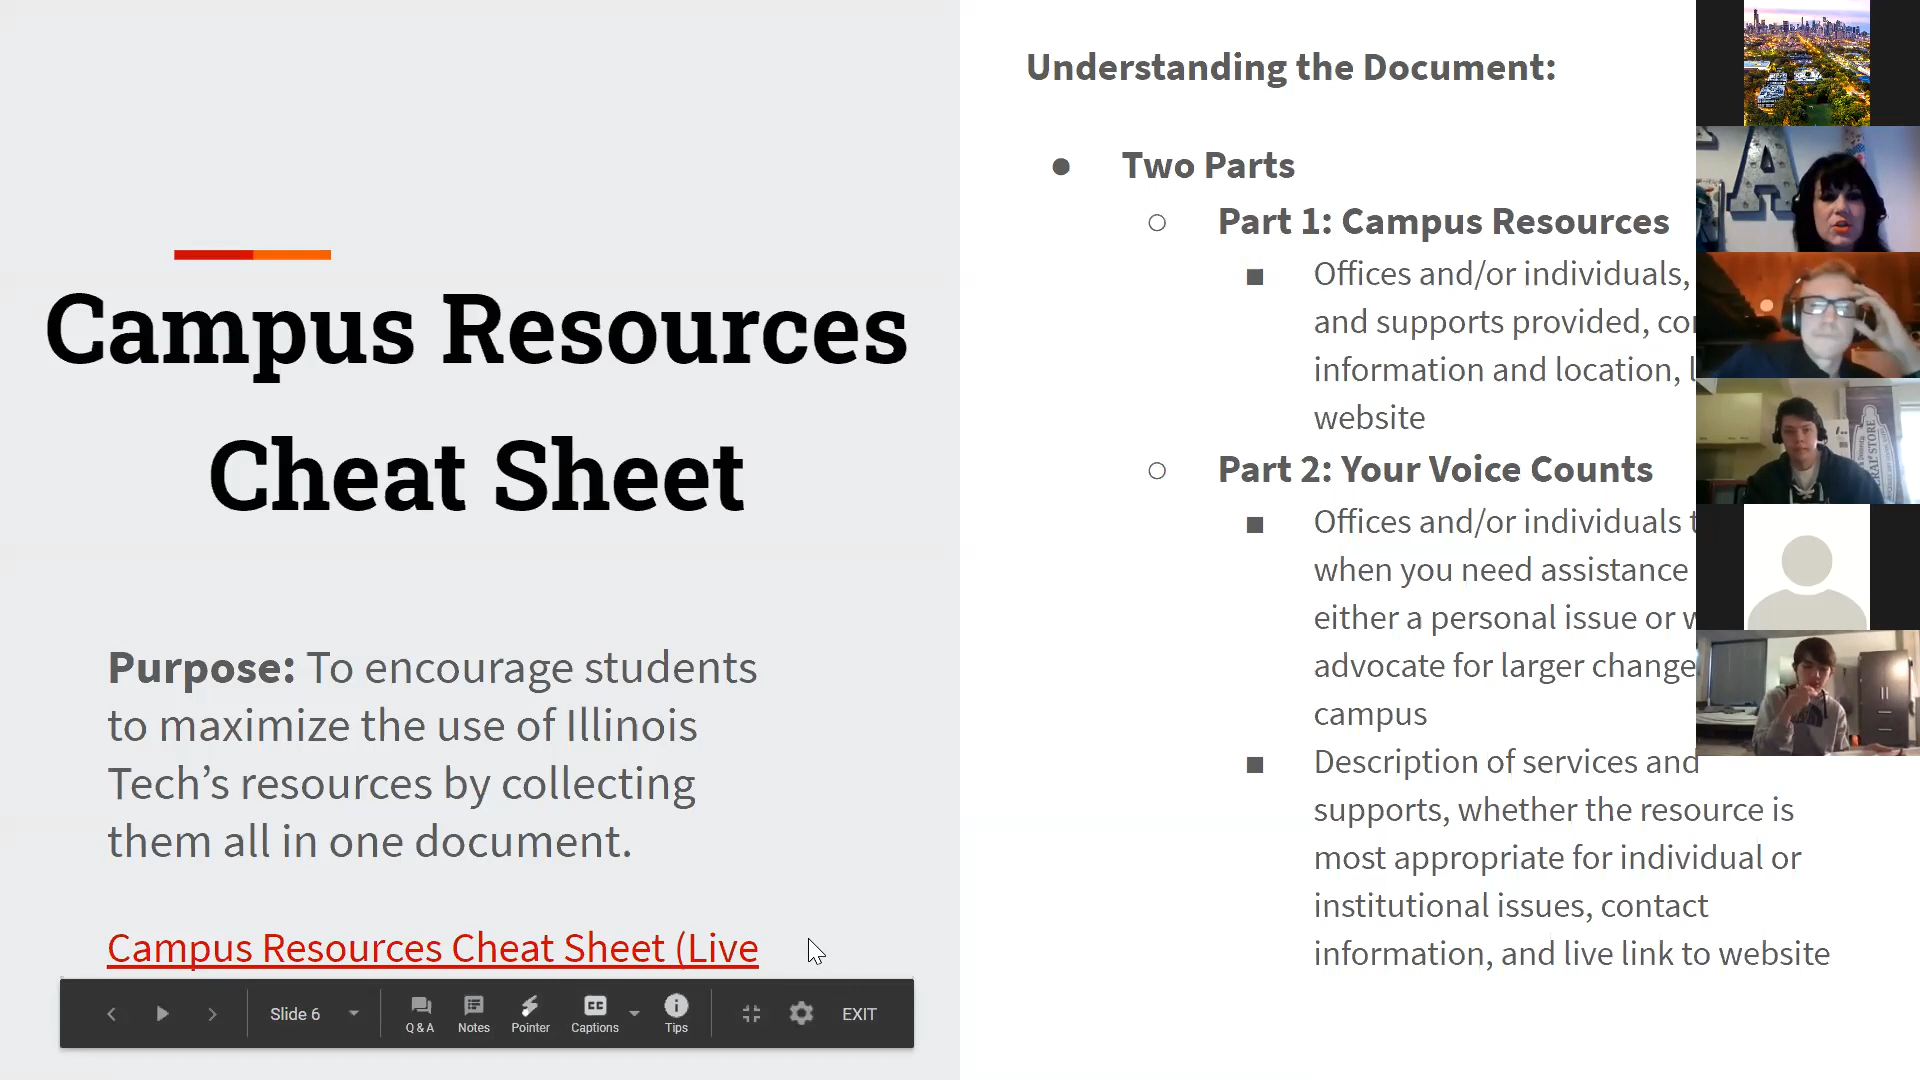 Campus Resources
Cheat Sheet
Purpose: To encourage students
to maximize the use of Illinois
Tech's resources by collecting
them all in one document.
Campus Resources Cheat Sheet (Live
Slide 6
Q & A
Notes
Pointer
Captions
Tips
EXIT
Understanding the Document:
● Two Parts
○ Part 1: Campus Resources
■ Offices and/or individuals,
and supports provided,
information and location,
website
○ Part 2: Your Voice Counts
■ Offices and/or individuals
when you need assistance
either a personal issue or
advocate for larger change
campus
■ Description of services and
supports, whether the resource is
most appropriate for individual or
institutional issues, contact
information, and live link to website
A